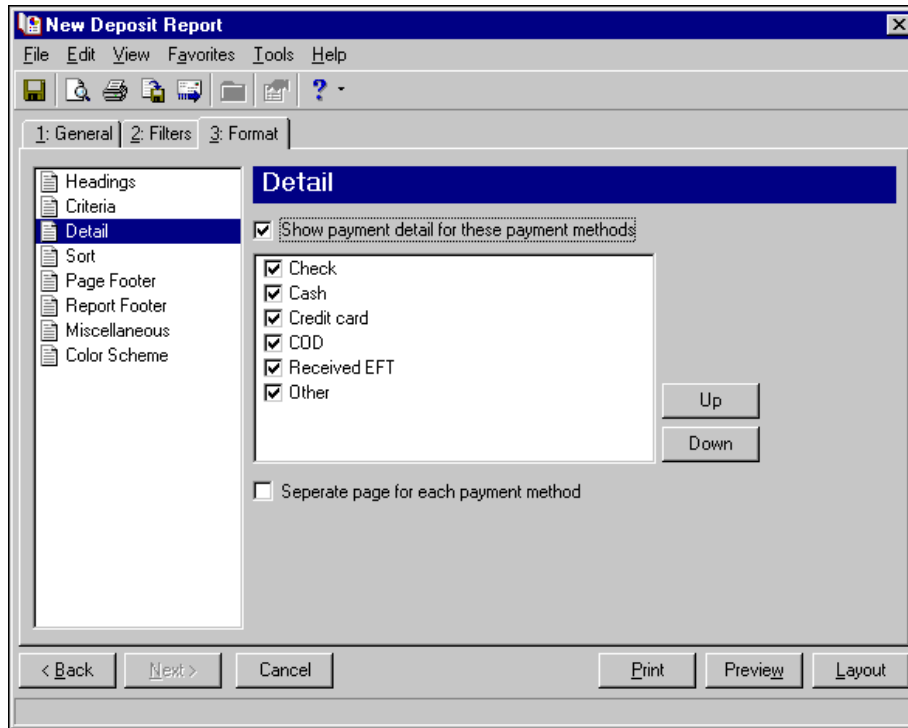 New Deposit Report
File Edit View Favorites Tools Help
?
1: General 2: Filters 3: Format
Headings
Criteria
Detail
Sort
Page Footer
Report Footer
Miscellaneous
Color Scheme
Detail
Show payment detail for these payment methods
Check
Cash
Credit card
COD
Received EFT
Other
Up
Down
Seperate page for each payment method
< Back Next > Cancel Print Preview Layout